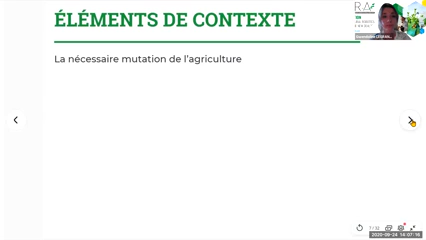 ÉLÉMENTS DE CONTEXTE
La nécessaire mutation de l'agriculture
2020-09-24 14:07:16